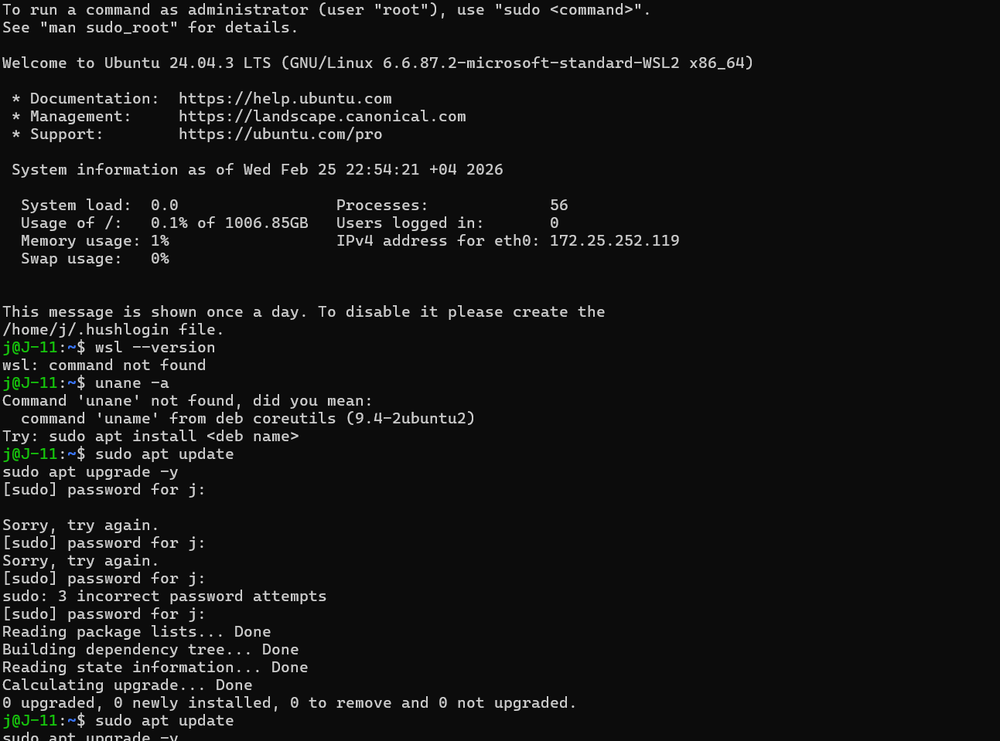 To run a command as administrator (user "root"), use "sudo <command>".
See "man sudo_root" for details.

Welcome to Ubuntu 24.04.3 LTS (GNU/Linux 6.6.87.2-microsoft-standard-WSL2 x86_64)

 * Documentation:  https://help.ubuntu.com
 * Management:     https://landscape.canonical.com
 * Support:        https://ubuntu.com/pro

 System information as of Wed Feb 25 22:54:21 +04 2026

  System load:  0.0                 Processes:             56
  Usage of /:   0.1% of 1006.85GB   Users logged in:       0
  Memory usage: 1%                  IPv4 address for eth0: 172.25.252.119
  Swap usage:   0%


This message is shown once a day. To disable it please create the
/home/j/.hushlogin file.
j@J-11:~$ wsl --version
wsl: command not found
j@J-11:~$ unane -a
Command 'unane' not found, did you mean:
  command 'uname' from deb coreutils (9.4-2ubuntu2)
Try: sudo apt install <deb name>
j@J-11:~$ sudo apt update
sudo apt upgrade -y
[sudo] password for j:

Sorry, try again.
[sudo] password for j:
Sorry, try again.
[sudo] password for j:
sudo: 3 incorrect password attempts
[sudo] password for j:
Reading package lists... Done
Building dependency tree... Done
Reading state information... Done
Calculating upgrade... Done
0 upgraded, 0 newly installed, 0 to remove and 0 not upgraded.
j@J-11:~$ sudo apt update
sudo apt upgrade -y